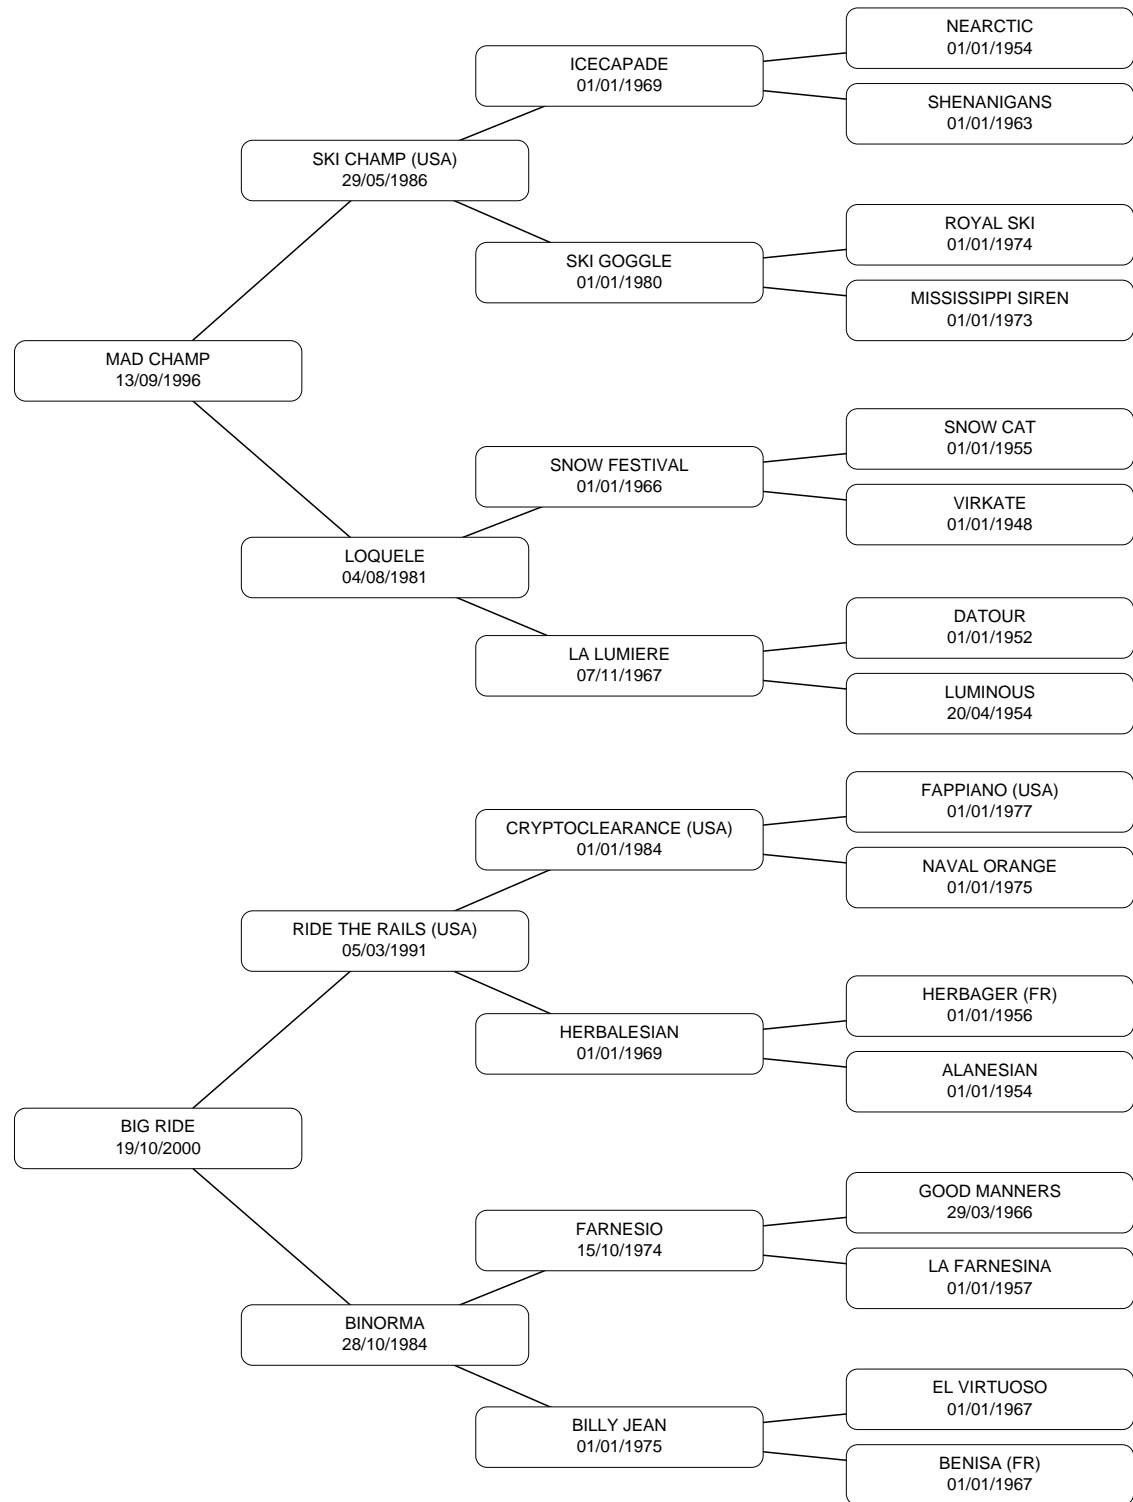 NEARCTIC
01/01/1954
ICECAPADE
01/01/1969
SHENANIGANS
01/01/1963
SKI CHAMP (USA)
29/05/1986
ROYAL SKI
01/01/1974
SKI GOGGLE
01/01/1980
MISSISSIPPI SIREN
01/01/1973
MAD CHAMP
13/09/1996
SNOW CAT
01/01/1955
SNOW FESTIVAL
01/01/1966
VIRKATE
01/01/1948
LOQUELE
04/08/1981
DATOUR
01/01/1952
LA LUMIERE
07/11/1967
LUMINOUS
20/04/1954
FAPPIANO (USA)
01/01/1977
CRYPTOCLEARANCE (USA)
01/01/1984
NAVAL ORANGE
01/01/1975
RIDE THE RAILS (USA)
05/03/1991
HERBAGER (FR)
01/01/1956
HERBALESIAN
01/01/1969
ALANESIAN
01/01/1954
BIG RIDE
19/10/2000
GOOD MANNERS
29/03/1966
FARNESIO
15/10/1974
LA FARNESINA
01/01/1957
BINORMA
28/10/1984
EL VIRTUOSO
01/01/1967
BILLY JEAN
01/01/1975
BENISA (FR)
01/01/1967